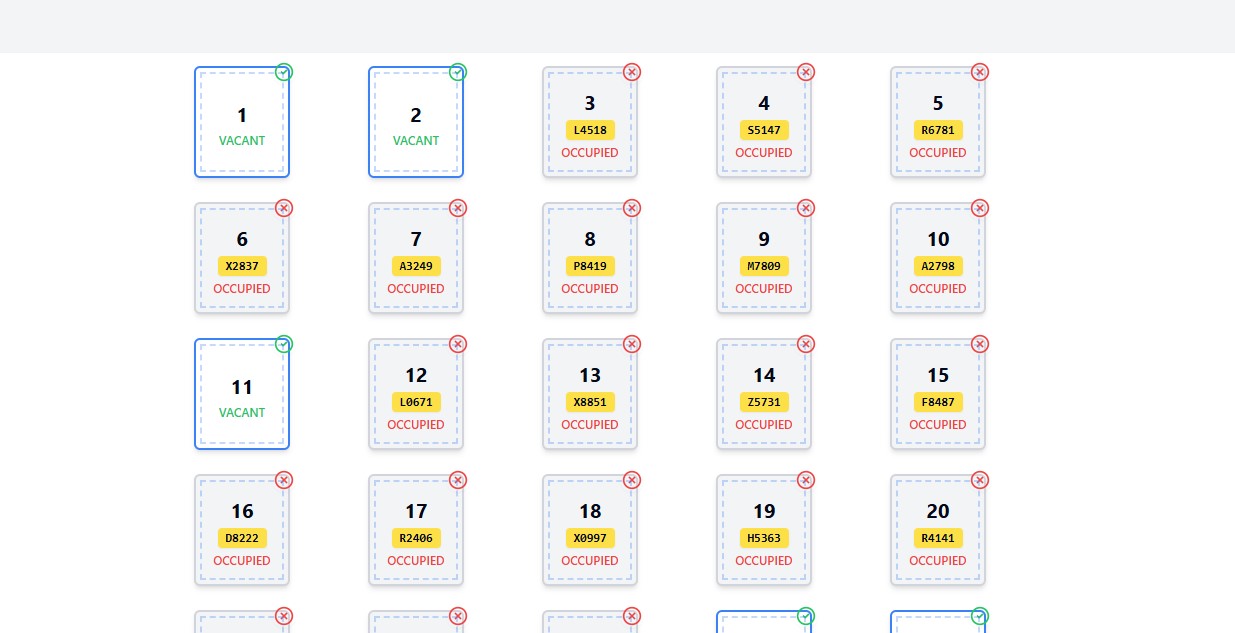 1
VACANT
2
VACANT
3
L4518
OCCUPIED
4
S5147
OCCUPIED
5
R6781
OCCUPIED
6
X2837
OCCUPIED
7
A3249
OCCUPIED
8
P8419
OCCUPIED
9
M7809
OCCUPIED
10
A2798
OCCUPIED
11
VACANT
12
L0671
OCCUPIED
13
X8851
OCCUPIED
14
Z5731
OCCUPIED
15
F8487
OCCUPIED
16
D8222
OCCUPIED
17
R2406
OCCUPIED
18
X0997
OCCUPIED
19
H5363
OCCUPIED
20
R4141
OCCUPIED